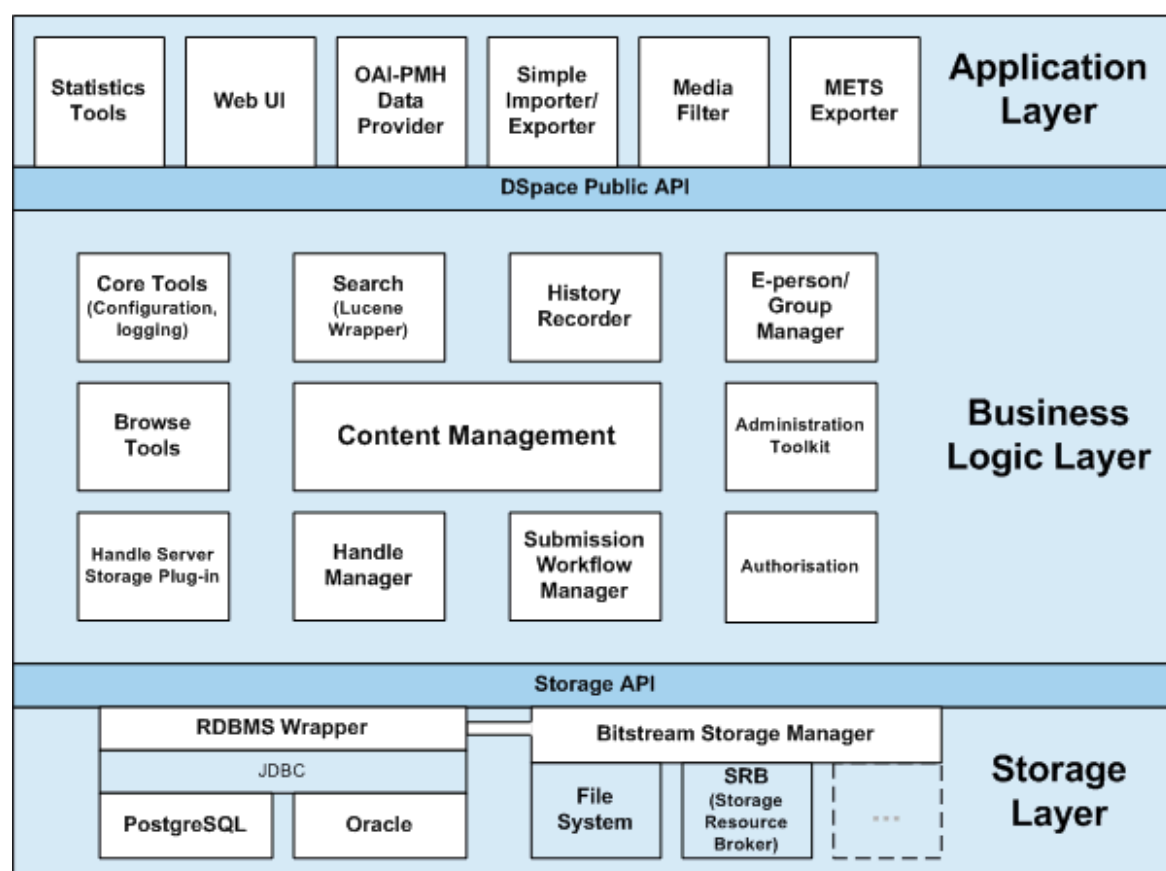 Statistics
Tools
Web UI
OAI-PMH
Data
Provider
Simple
Importer/
Exporter
Media
Filter
METS
Exporter
Application
Layer
DSpace Public API
Core Tools
(Configuration,
logging)
Search
(Lucene
Wrapper)
History
Recorder
E-person/
Group
Manager
Browse
Tools
Content Management
Administration
Toolkit
Business
Logic Layer
Handle Server
Storage Plug-in
Handle
Manager
Submission
Workflow
Manager
Authorisation
Storage API
RDBMS Wrapper
JDBC
PostgreSQL
Oracle
Bitstream Storage Manager
File
System
SRB
(Storage
Resource
Broker)
...
Storage
Layer